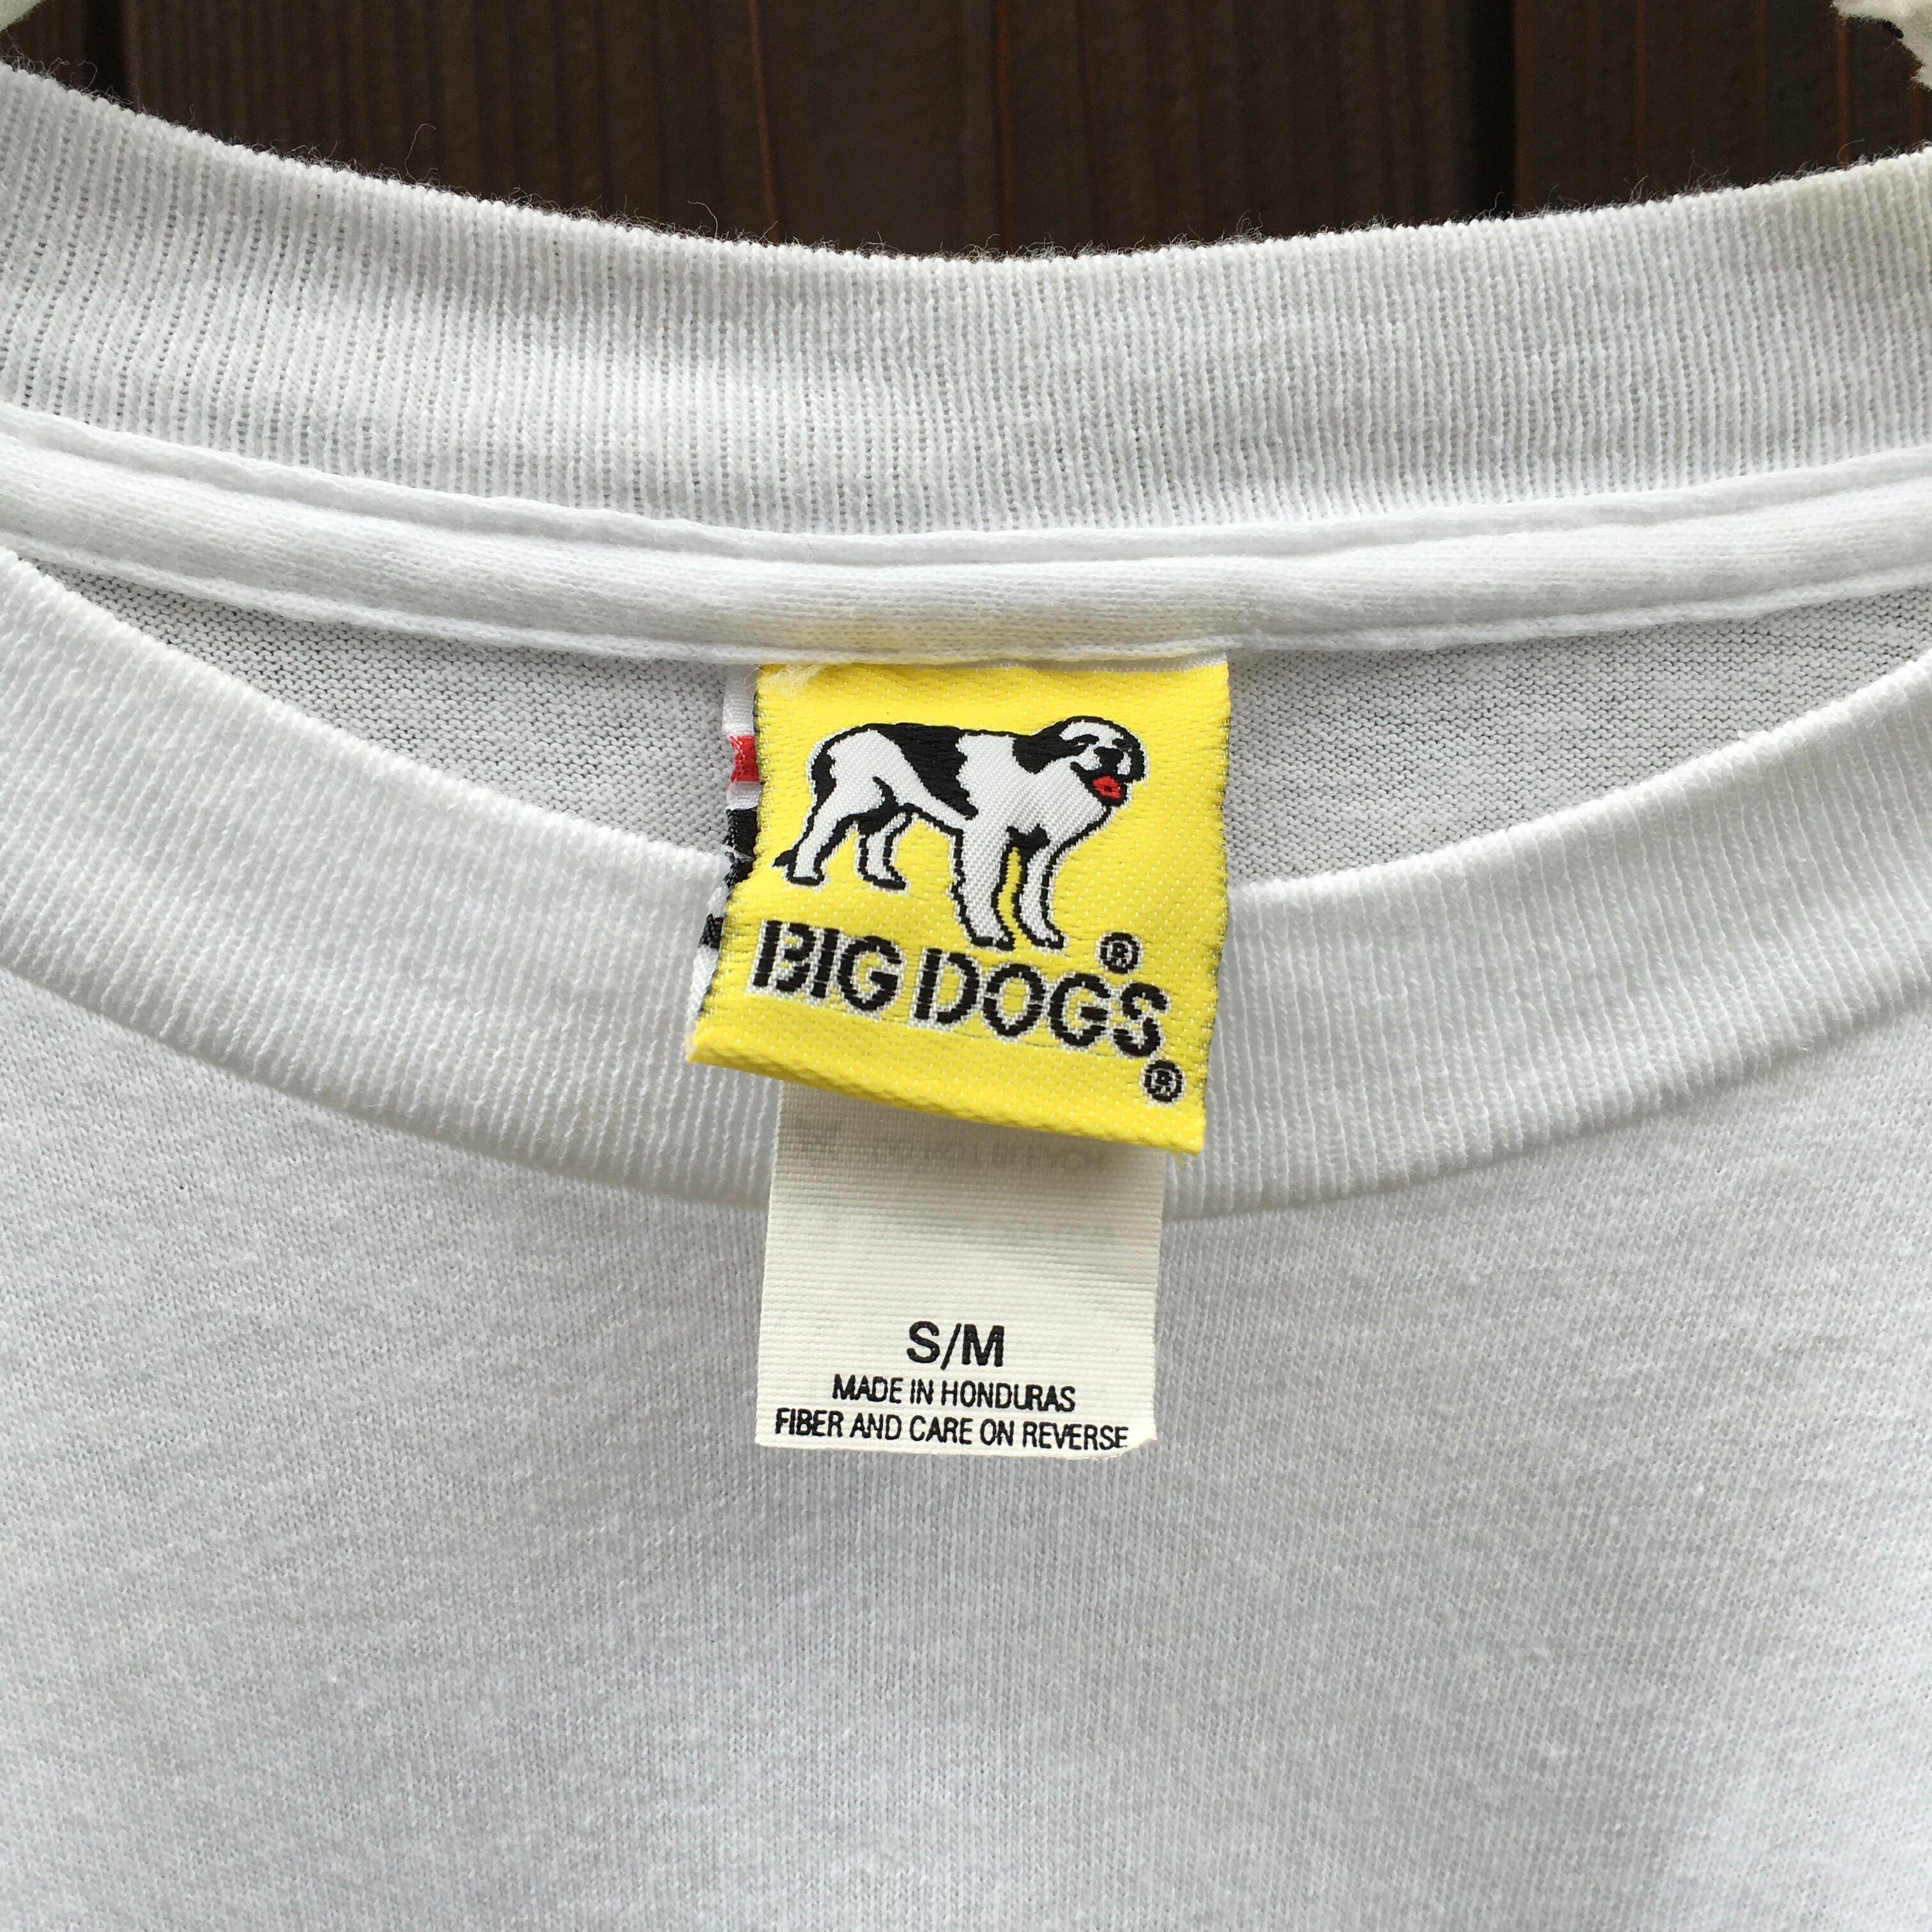 ®
BIG DOGS
®
S/M
MADE IN HONDURAS
FIBER AND CARE ON REVERSE